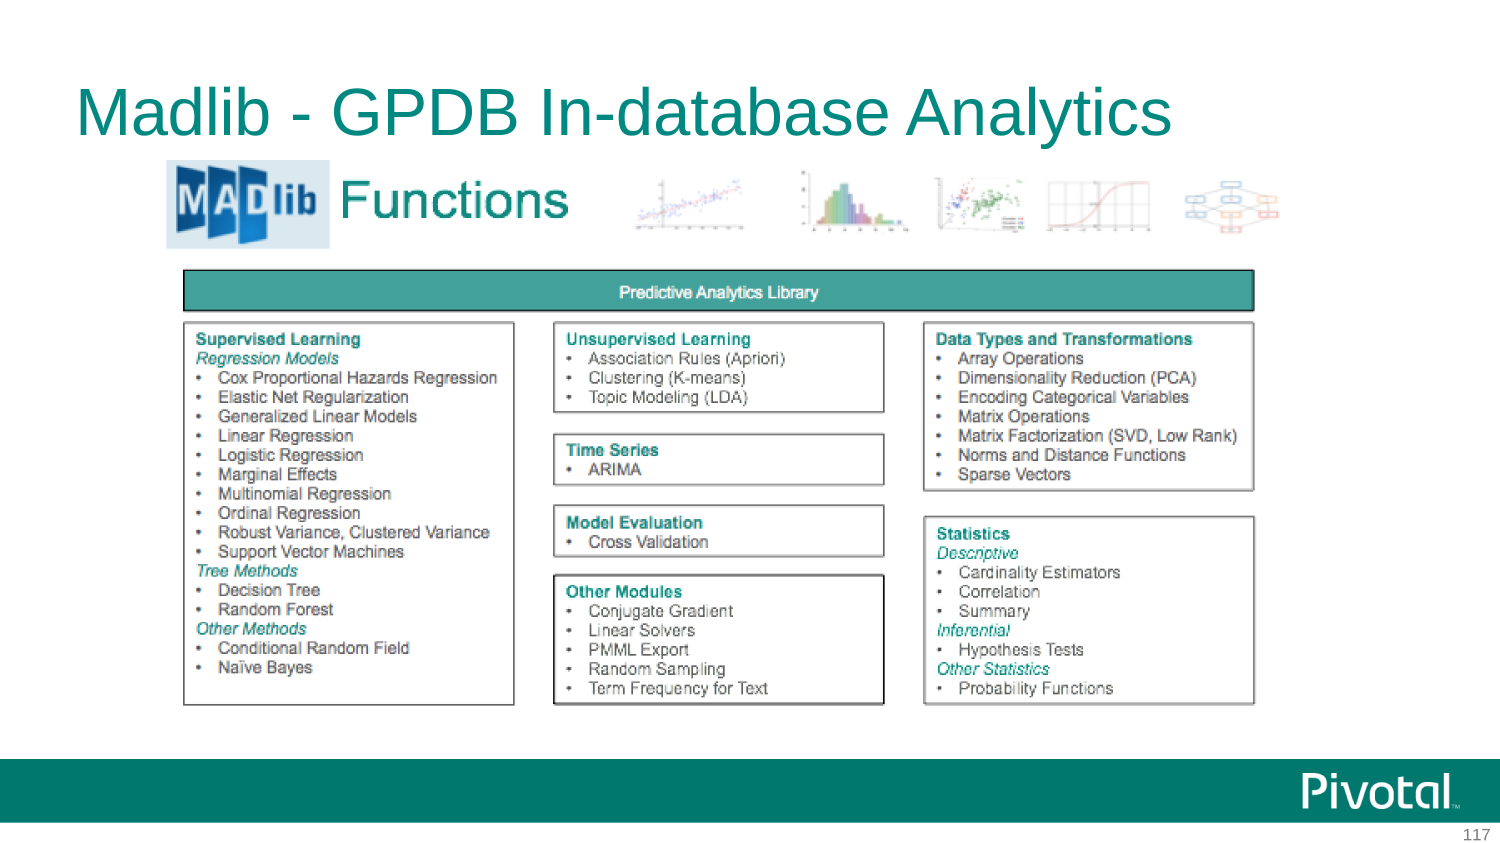 Madlib - GPDB In-database Analytics
MADlib Functions
Predictive Analytics Library
Supervised Learning
Regression Models
• Cox Proportional Hazards Regression
• Elastic Net Regularization
• Generalized Linear Models
• Linear Regression
• Logistic Regression
• Marginal Effects
• Multinomial Regression
• Ordinal Regression
• Robust Variance, Clustered Variance
• Support Vector Machines
Tree Methods
• Decision Tree
• Random Forest
Other Methods
• Conditional Random Field
• Naïve Bayes
Unsupervised Learning
• Association Rules (Apriori)
• Clustering (K-means)
• Topic Modeling (LDA)
Time Series
• ARIMA
Model Evaluation
• Cross Validation
Other Modules
• Conjugate Gradient
• Linear Solvers
• PMML Export
• Random Sampling
• Term Frequency for Text
Data Types and Transformations
• Array Operations
• Dimensionality Reduction (PCA)
• Encoding Categorical Variables
• Matrix Operations
• Matrix Factorization (SVD, Low Rank)
• Norms and Distance Functions
• Sparse Vectors
Statistics
Descriptive
• Cardinality Estimators
• Correlation
• Summary
Inferential
• Hypothesis Tests
Other Statistics
• Probability Functions
Pivotal™
117